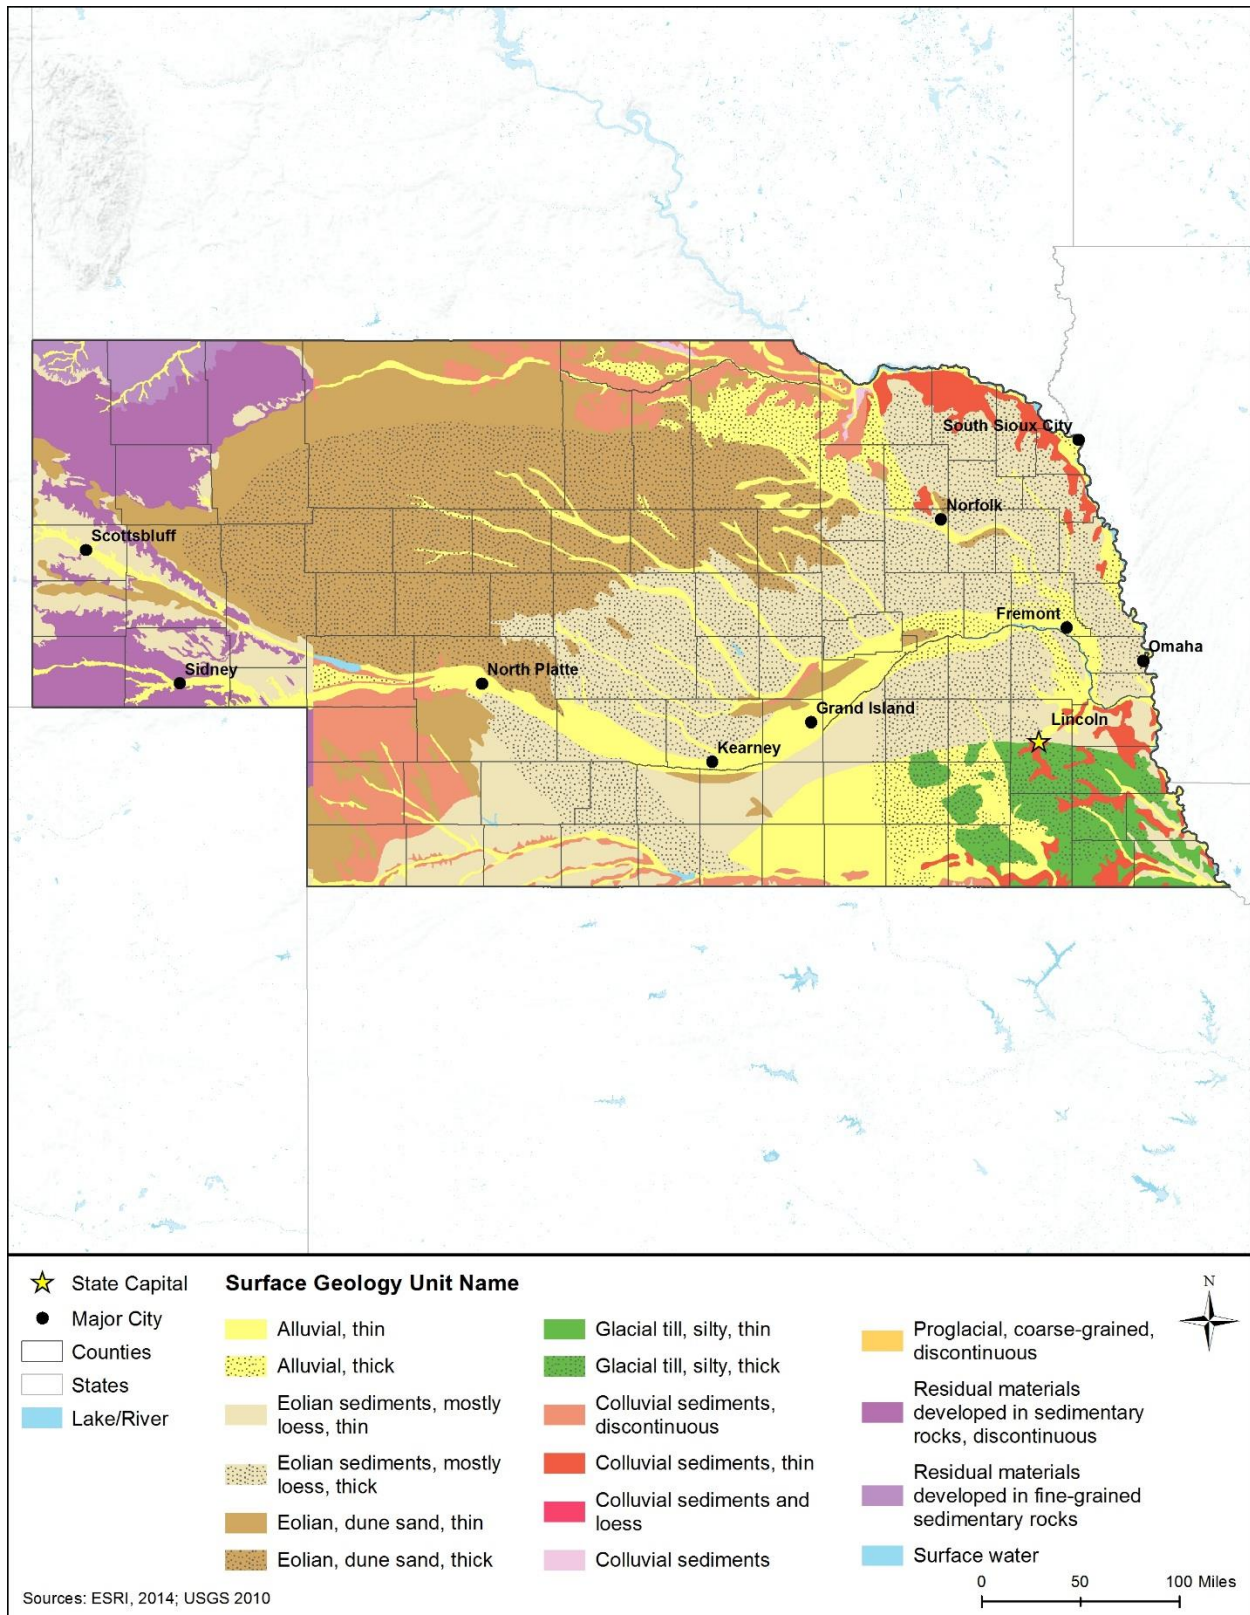 South Sioux City
Norfolk
Scottsbluff
Fremont
Omaha
Sidney
North Platte
Grand Island
Lincoln
Kearney
State Capital
Major City
Counties
States
Lake/River
Surface Geology Unit Name
Alluvial, thin
Alluvial, thick
Eolian sediments, mostly
loess, thin
Eolian sediments, mostly
loess, thick
Eolian, dune sand, thin
Eolian, dune sand, thick
Glacial till, silty, thin
Glacial till, silty, thick
Colluvial sediments,
discontinuous
Colluvial sediments, thin
Colluvial sediments and
loess
Colluvial sediments
Proglacial, coarse-grained,
discontinuous
Residual materials
developed in sedimentary
rocks, discontinuous
Residual materials
developed in fine-grained
sedimentary rocks
Surface water
N
0 50 100 Miles
Sources: ESRI, 2014; USGS 2010